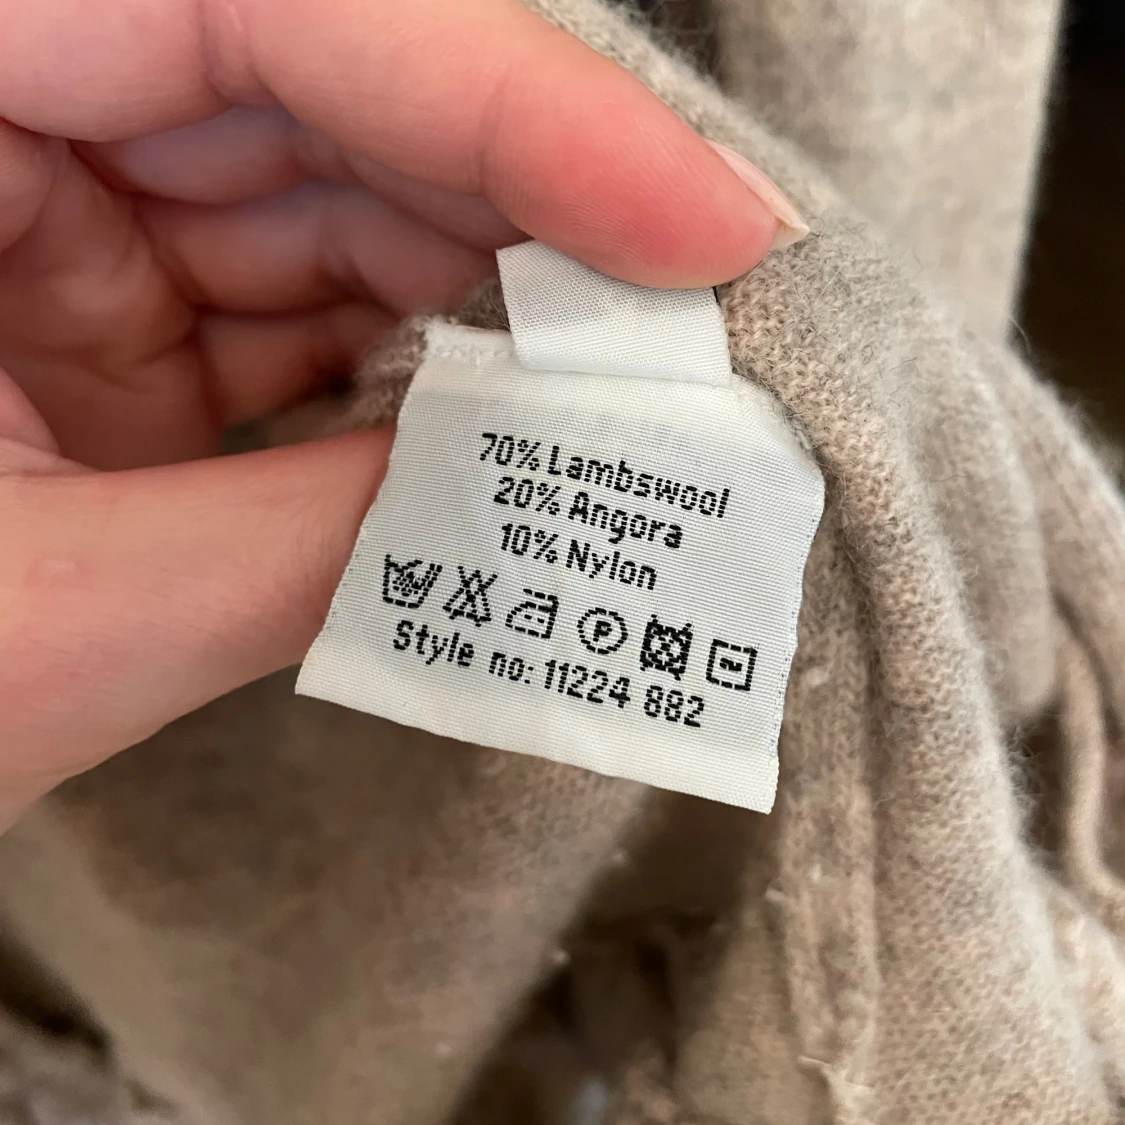 70% Lambswool
20% Angora
10% Nylon
P
Style no: 11224 882